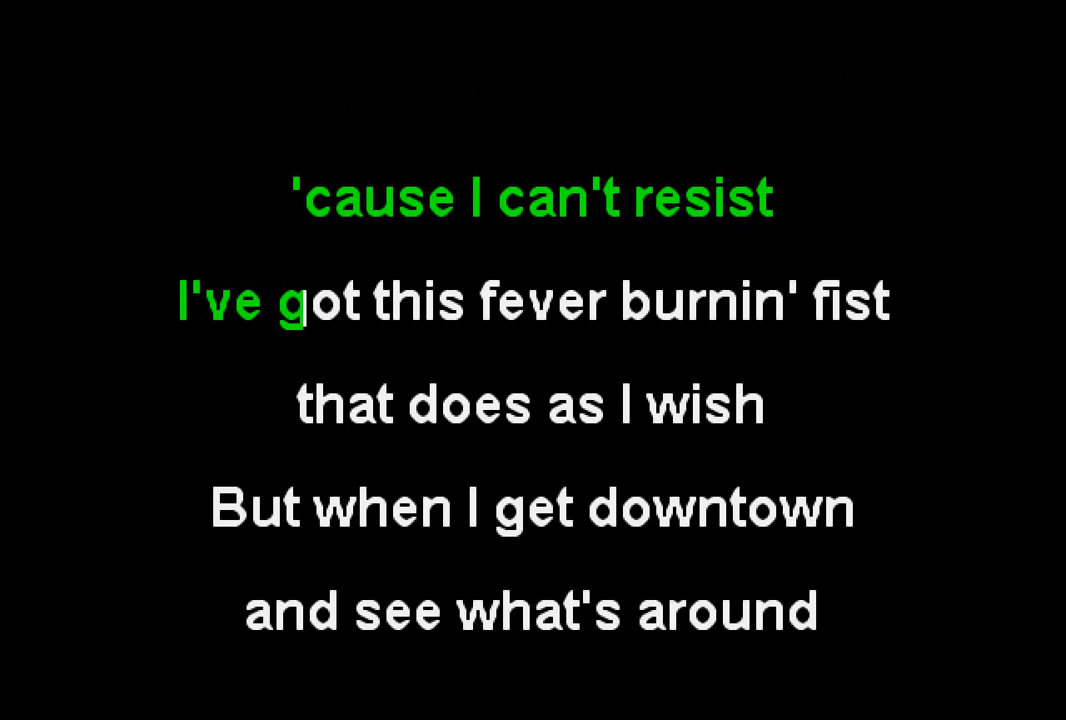 'cause I can't resist
I've got this fever burnin' fist
that does as I wish
But when I get downtown
and see what's around